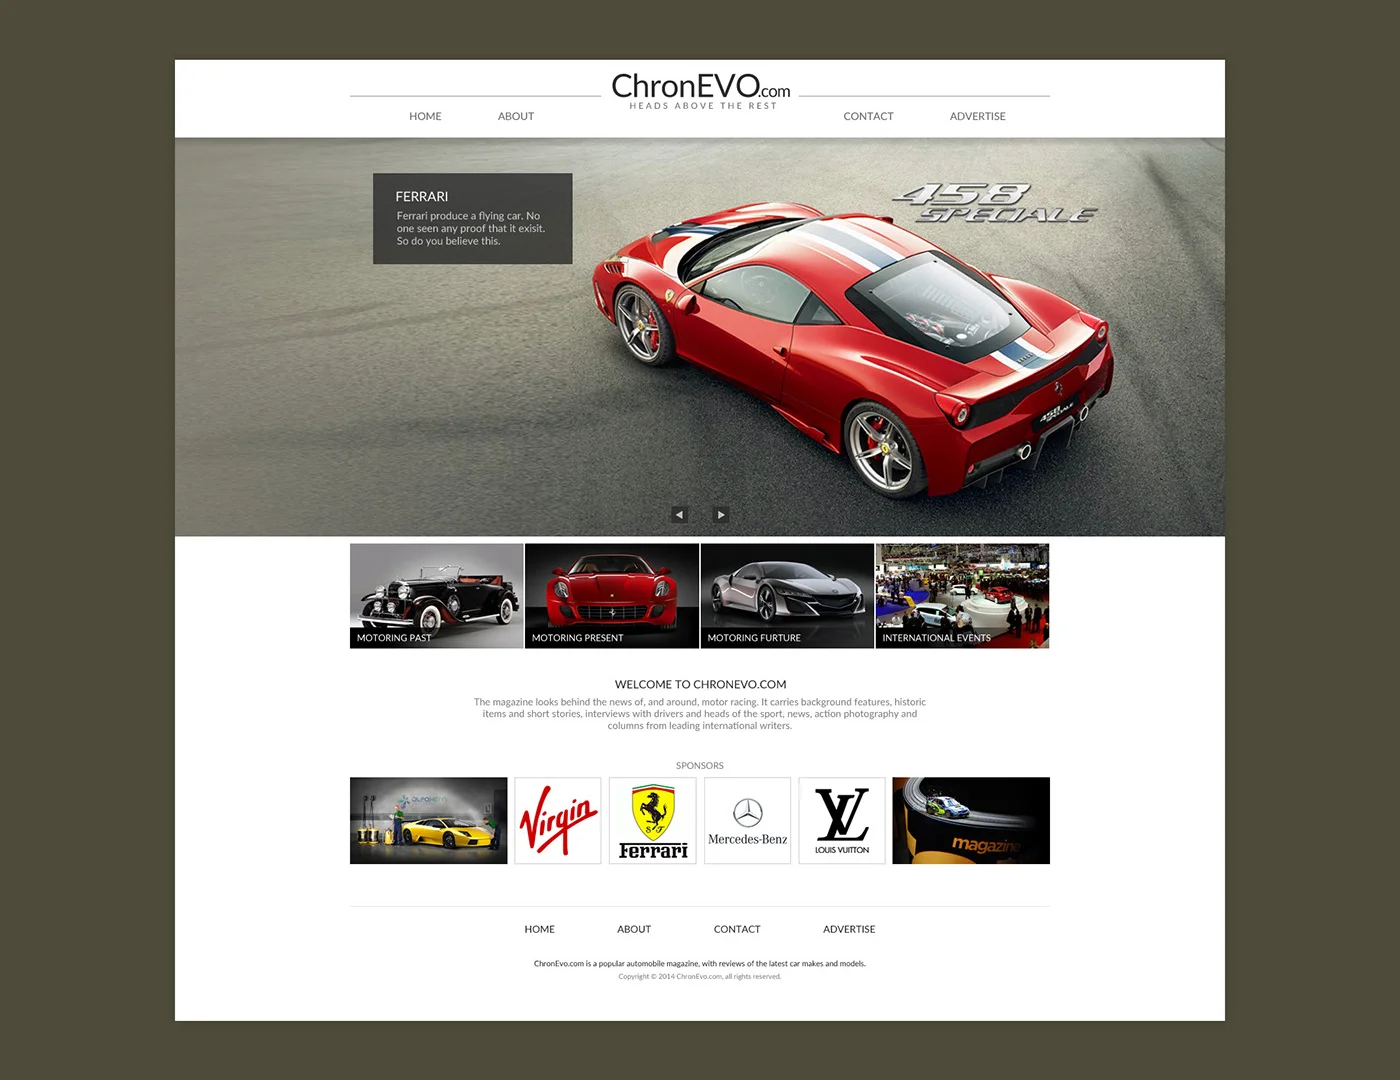 ChronEVO.com
HEADS ABOVE THE REST
HOME
ABOUT
CONTACT
ADVERTISE
FERRARI
Ferrari produce a flying car. No
one seen any proof that it exisit.
So do you believe this.
458
SPECIALE
458
SPECIALE
MOTORING PAST
MOTORING PRESENT
MOTORING FURTURE
INTERNATIONAL EVENTS
WELCOME TO CHRONEVO.COM
The magazine looks behind the news of, and around, motor racing. It carries background features, historic
items and short stories, interviews with drivers and heads of the sport, news, action photography and
columns from leading international writers.
SPONSORS
Virgin
S F
Ferrari
Mercedes-Benz
LV
LOUIS VUITTON
magazine
HOME
ABOUT
CONTACT
ADVERTISE
ChronEvo.com is a popular automobile magazine, with reviews of the latest car makes and models.
Copyright © 2014 ChronEvo.com, all rights reserved.